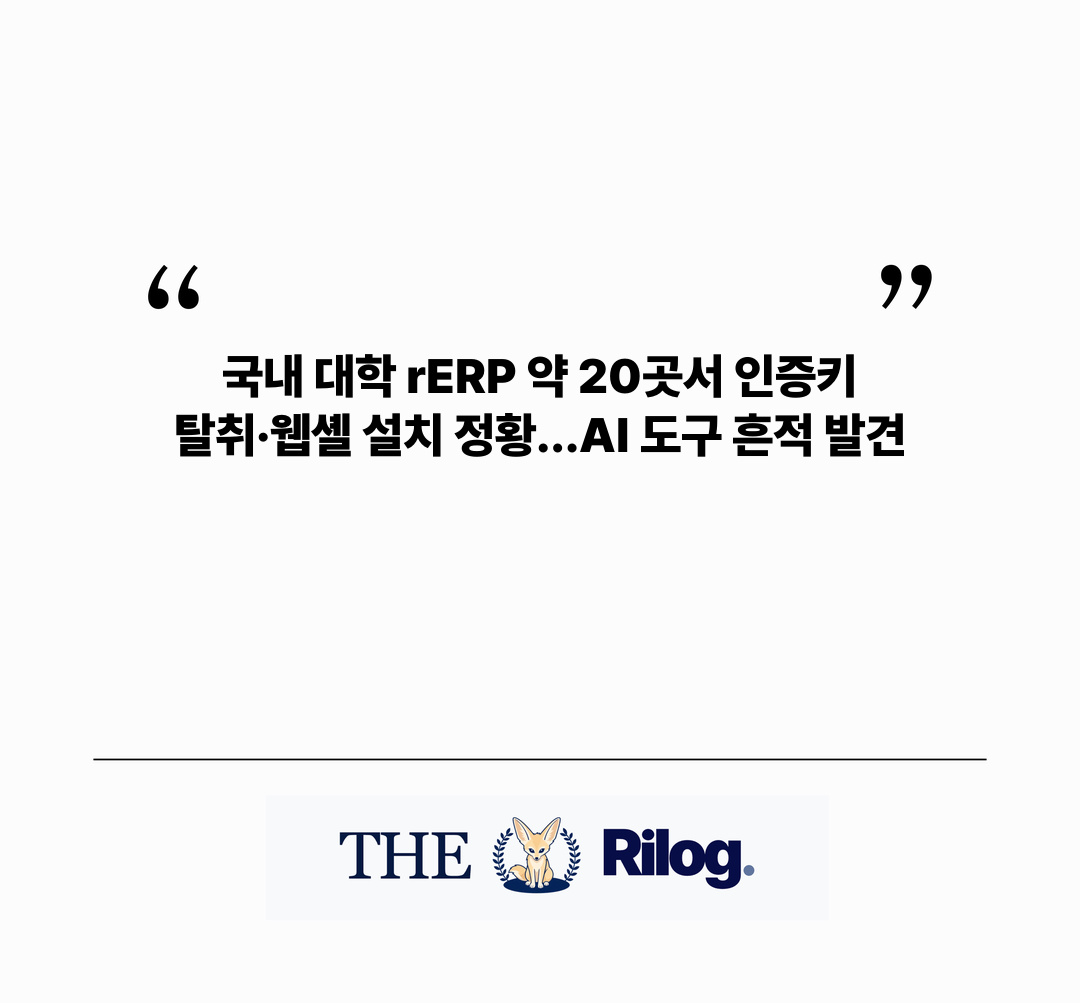 “ ”
국내 대학 rERP 약 20곳서 인증키
탈취·웹셸 설치 정황...AI 도구 흔적 발견
THE Rilog.